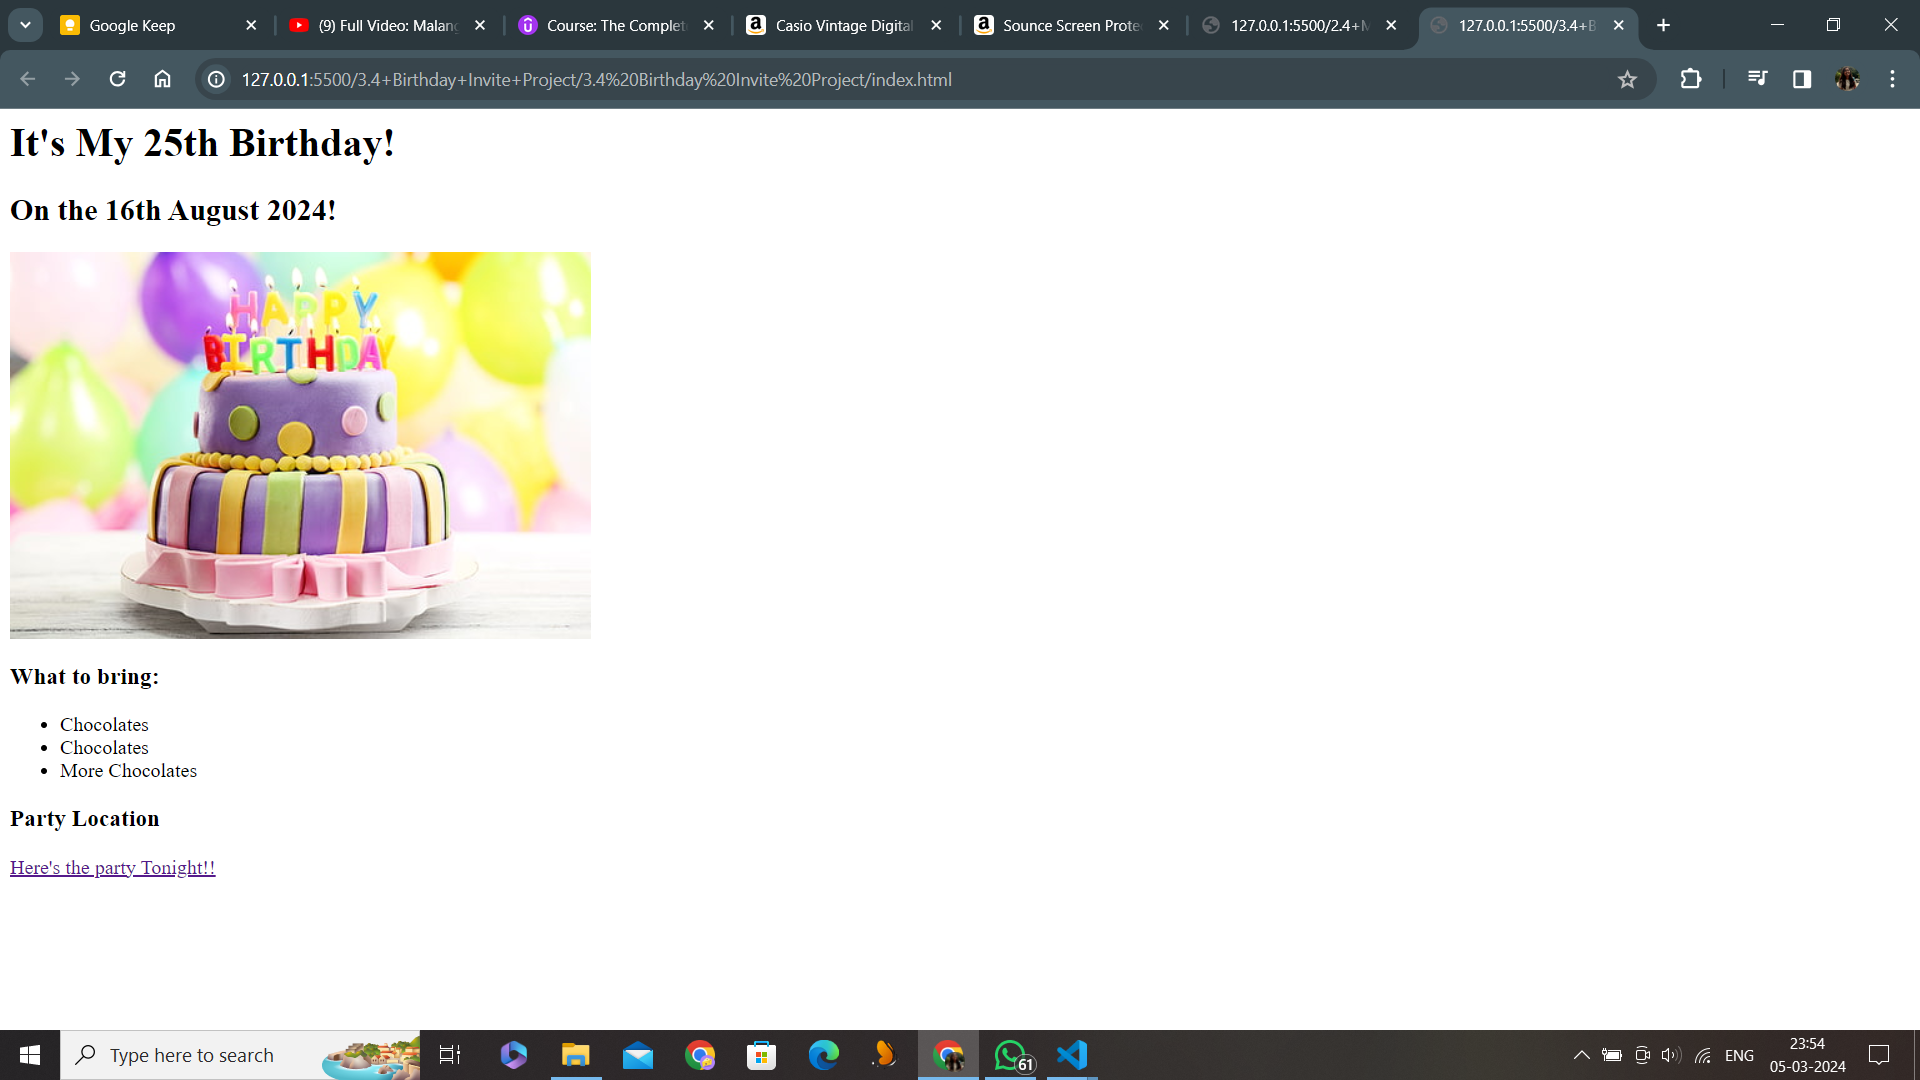 Google Keep
(9) Full Video: Malang
Course: The Complet
Casio Vintage Digital
Sounce Screen Prote
127.0.0.1:5500/2.4+M
127.0.0.1:5500/3.4+B
127.0.0.1:5500/3.4+Birthday+Invite+Project/3.4%20Birthday%20Invite%20Project/index.html
It's My 25th Birthday!
On the 16th August 2024!
HAPPY
BIRTHDAY
What to bring:
• Chocolates
• Chocolates
• More Chocolates
Party Location
Here's the party Tonight!!
Type here to search
61
ENG
23:54
05-03-2024